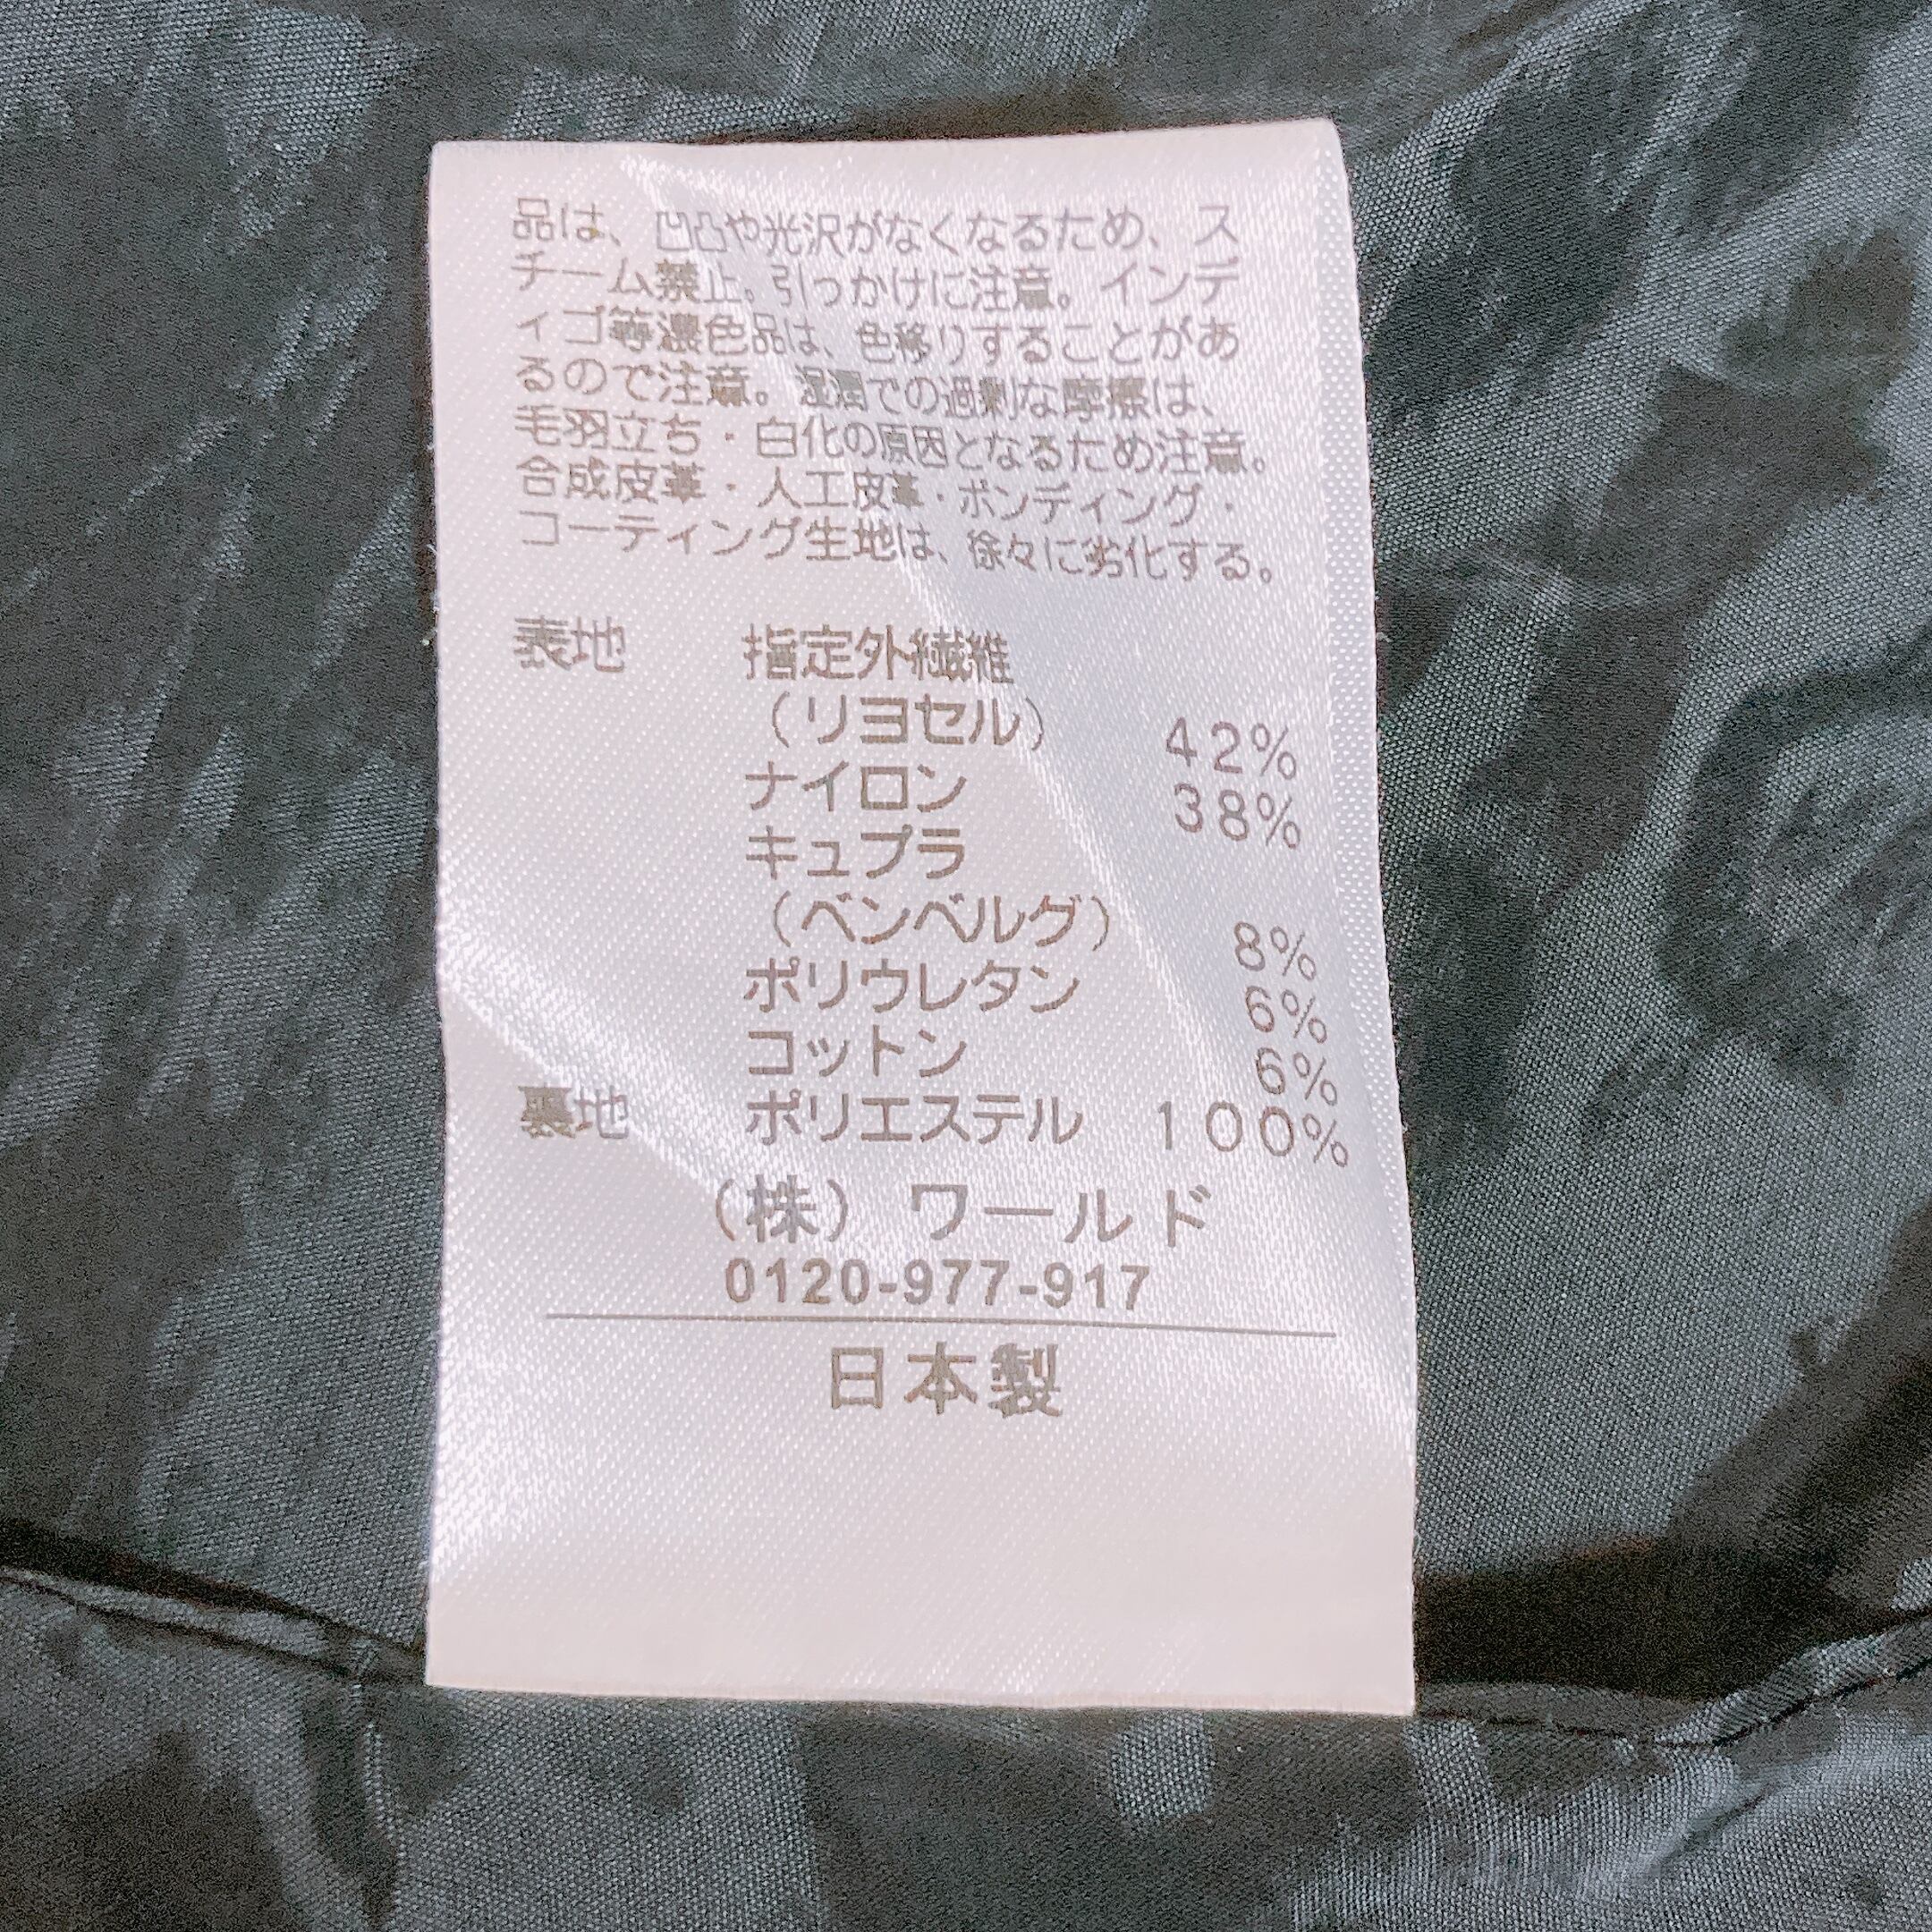 品は、凹凸や光沢がなくなるため、ス
チーム禁止。引っかけに注意。インデ
ィゴ等濃色品は、色移りすることがあ
るので注意。湿潤での過剰な摩擦は、
毛羽立ち・白化の原因となるため注意。
合成皮革・人工皮革・ボンディング・
コーティング生地は、徐々に劣化する。
表地 指定外繊維
(リヨセル) 42%
ナイロン 38%
キュプラ
(ベンベルグ) 8%
ポリウレタン 6%
コットン 6%
裏地 ポリエステル 100%
(株) ワールド
0120-977-917
日本製